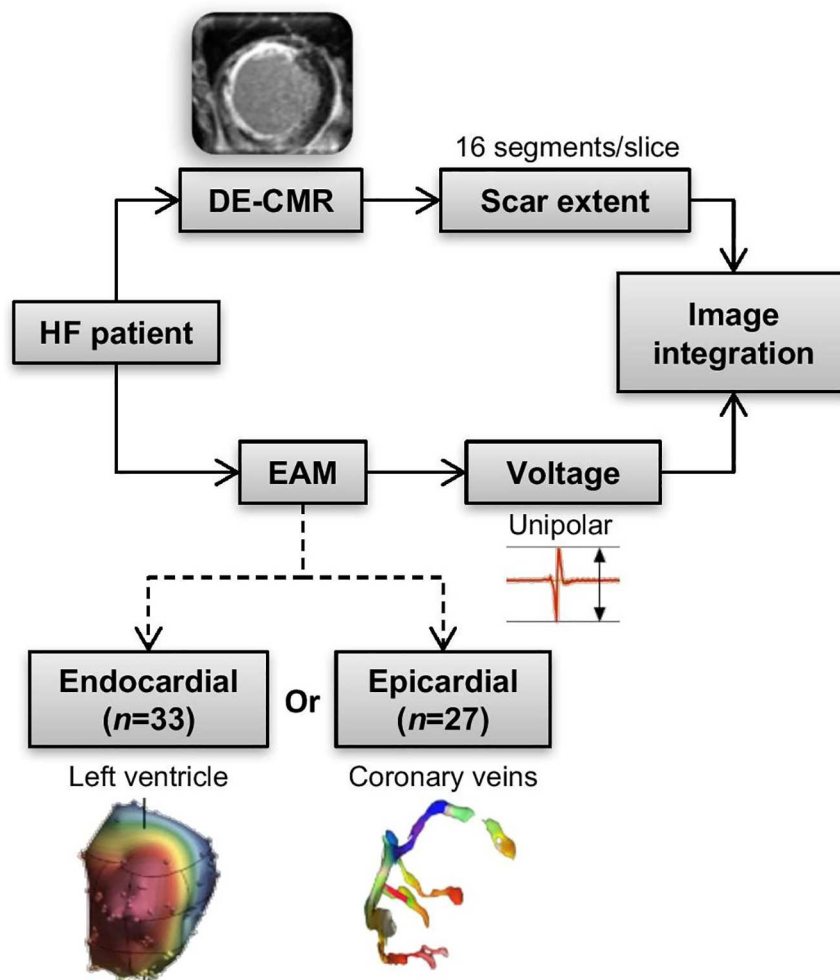 16 segments/slice
DE-CMR
Scar extent
HF patient
Image
integration
EAM
Voltage
Unipolar
Endocardial
(n=33)
Or
Epicardial
(n=27)
Left ventricle
Coronary veins